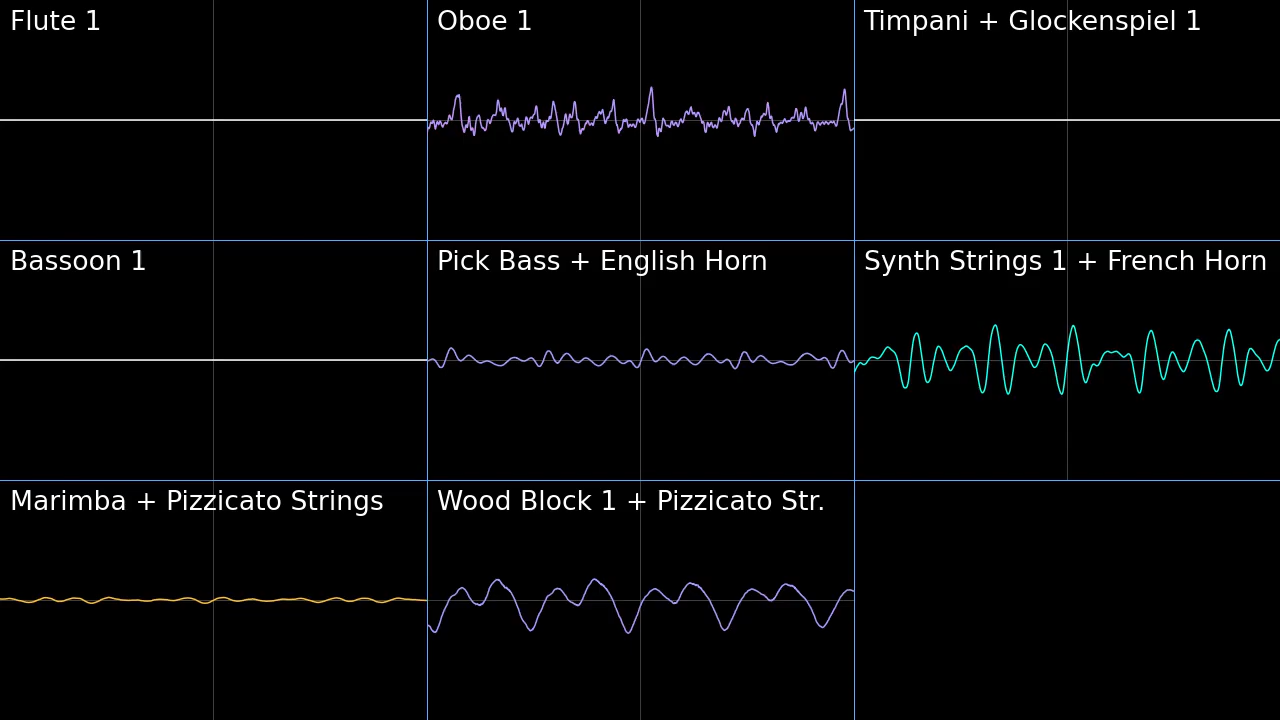 Flute 1
Oboe 1
Timpani + Glockenspiel 1
Bassoon 1
Pick Bass + English Horn
Synth Strings 1 + French Horn
Marimba + Pizzicato Strings
Wood Block 1 + Pizzicato Str.